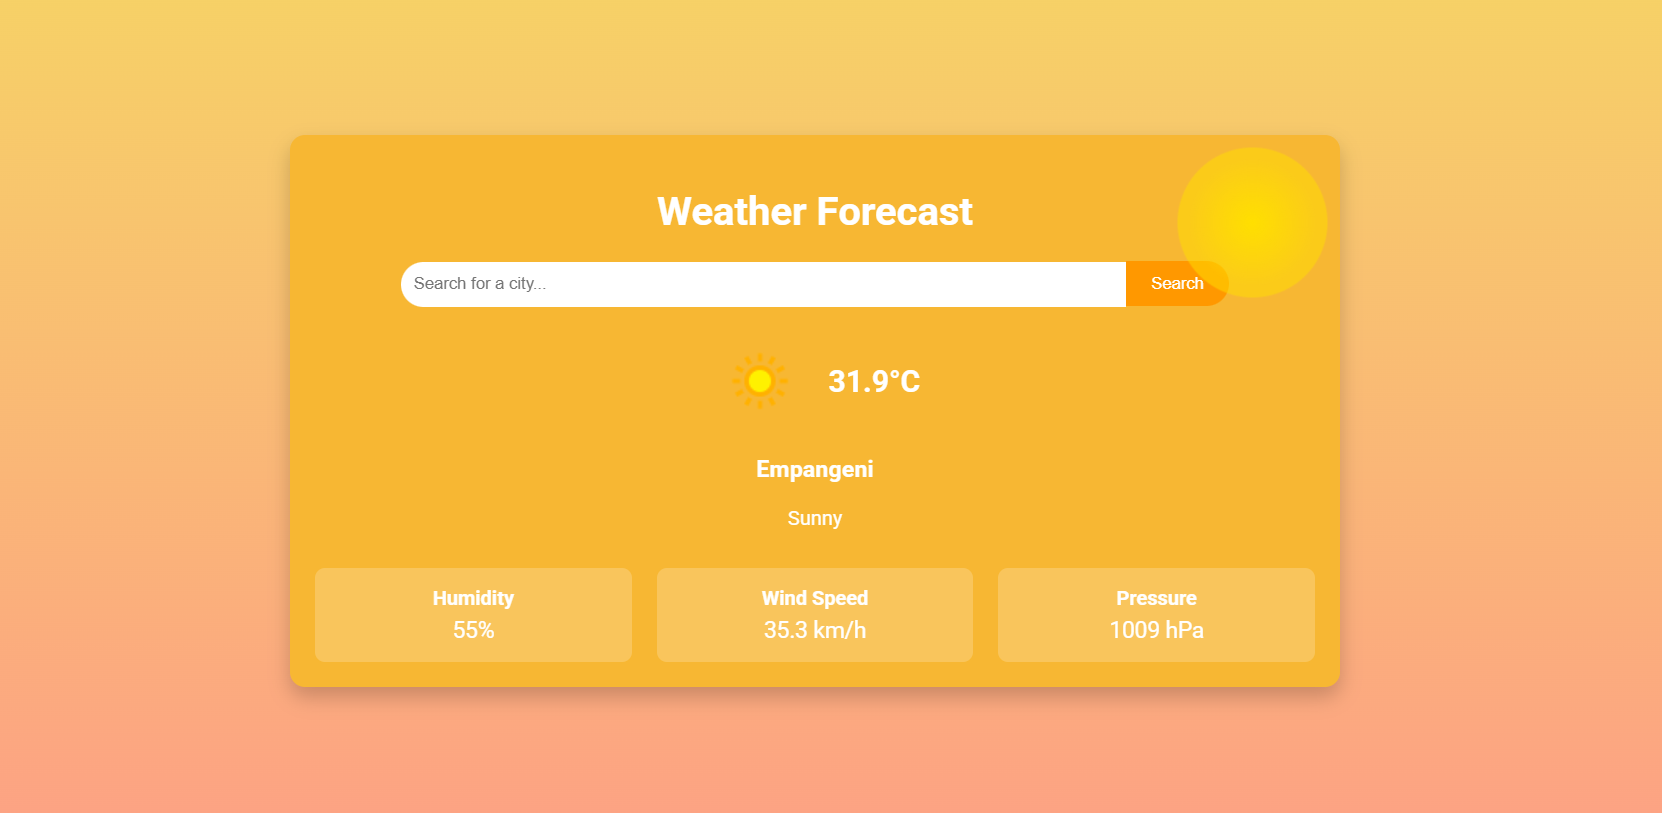 Weather Forecast
Search for a city...
Search
31.9°C
Empangeni
Sunny
Humidity
55%
Wind Speed
35.3 km/h
Pressure
1009 hPa